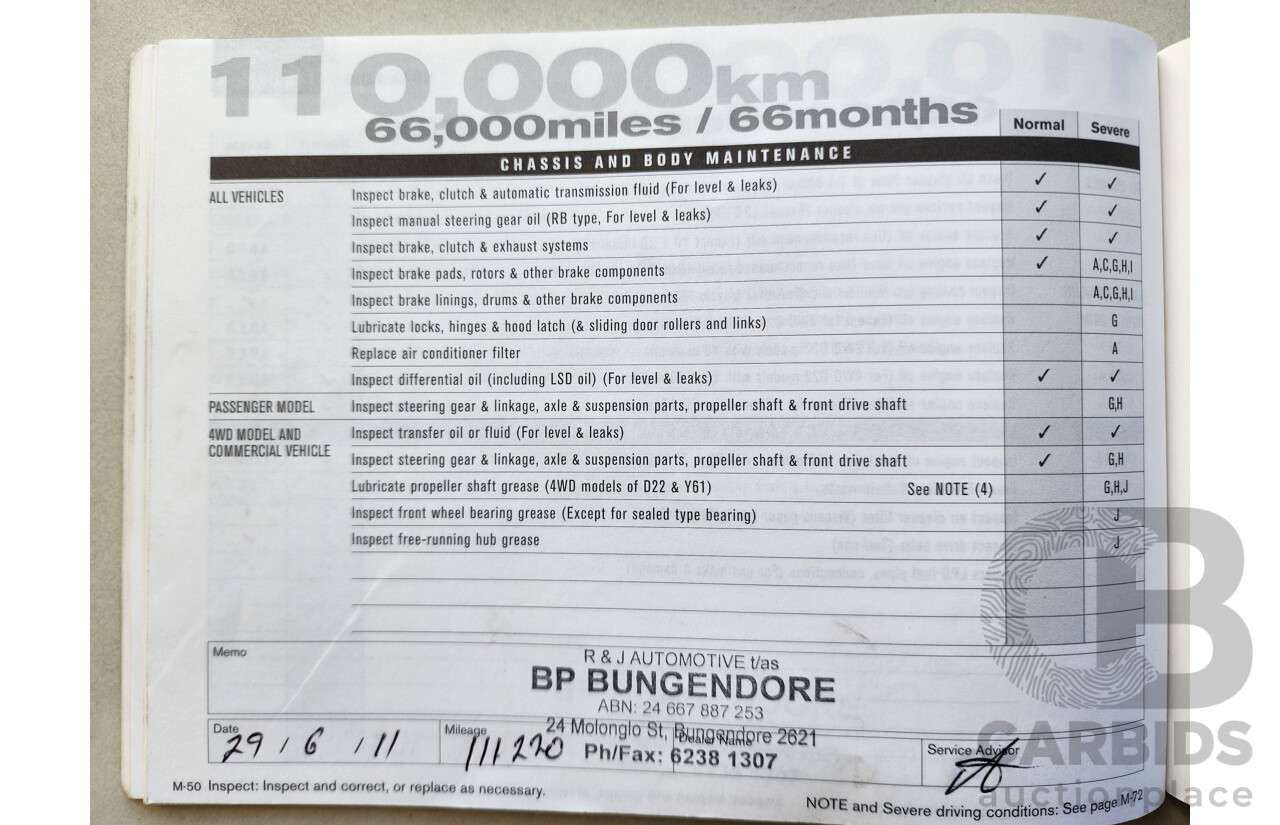 110,000km
66,000miles / 66months
Normal Severe
CHASSIS AND BODY MAINTENANCE
ALL VEHICLES Inspect brake, clutch & automatic transmission fluid (For level & leaks) ✓ ✓
Inspect manual steering gear oil (RB type, For level & leaks) ✓ ✓
Inspect brake, clutch & exhaust systems ✓ ✓
Inspect brake pads, rotors & other brake components ✓ A,C,G,H,I
Inspect brake linings, drums & other brake components A,C,G,H,I
Lubricate locks, hinges & hood latch (& sliding door rollers and links) G
Replace air conditioner filter A
Inspect differential oil (including LSD oil) (For level & leaks) ✓ ✓
PASSENGER MODEL Inspect steering gear & linkage, axle & suspension parts, propeller shaft & front drive shaft G,H
4WD MODEL AND Inspect transfer oil or fluid (For level & leaks) ✓ ✓
COMMERCIAL VEHICLE Inspect steering gear & linkage, axle & suspension parts, propeller shaft & front drive shaft ✓ G,H
Lubricate propeller shaft grease (4WD models of D22 & Y61) See NOTE (4) G,H,J
Inspect front wheel bearing grease (Except for sealed type bearing) J
Inspect free-running hub grease J
Memo
R & J AUTOMOTIVE t/as
BP BUNGENDORE
ABN: 24 667 887 253
24 Molonglo St, Bungendore 2621
Ph/Fax: 6238 1307
Date 29 / 6 / 11 Mileage 111220 Dealer Name Service Advisor
M-50 Inspect: Inspect and correct, or replace as necessary.
NOTE and Severe driving conditions: See page M-72
CARBIDS
auctionplace